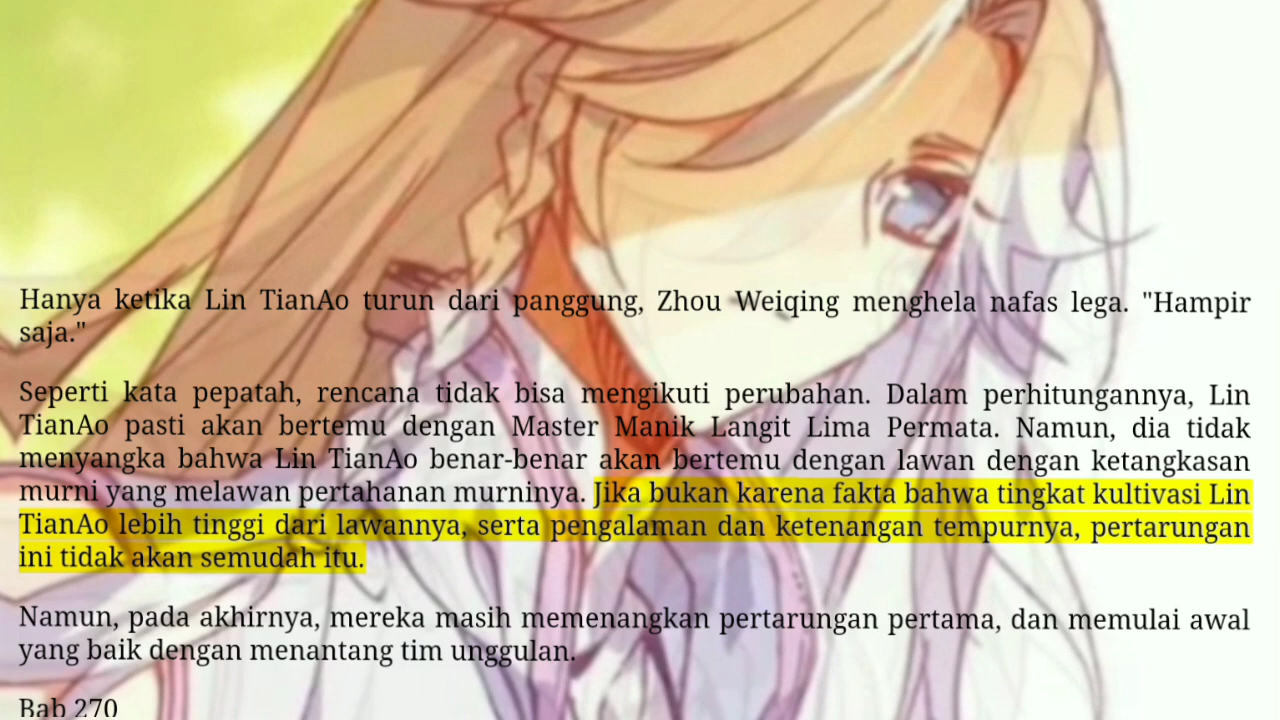 Hanya ketika Lin TianAo turun dari panggung, Zhou Weiqing menghela nafas lega. "Hampir
saja."
Seperti kata pepatah, rencana tidak bisa mengikuti perubahan. Dalam perhitungannya, Lin
TianAo pasti akan bertemu dengan Master Manik Langit Lima Permata. Namun, dia tidak
menyangka bahwa Lin TianAo benar-benar akan bertemu dengan lawan dengan ketangkasan
murni yang melawan pertahanan murninya. Jika bukan karena fakta bahwa tingkat kultivasi Lin
TianAo lebih tinggi dari lawannya, serta pengalaman dan ketenangan tempurnya, pertarungan
ini tidak akan semudah itu.
Namun, pada akhirnya, mereka masih memenangkan pertarungan pertama, dan memulai awal
yang baik dengan menantang tim unggulan.
Bab 270